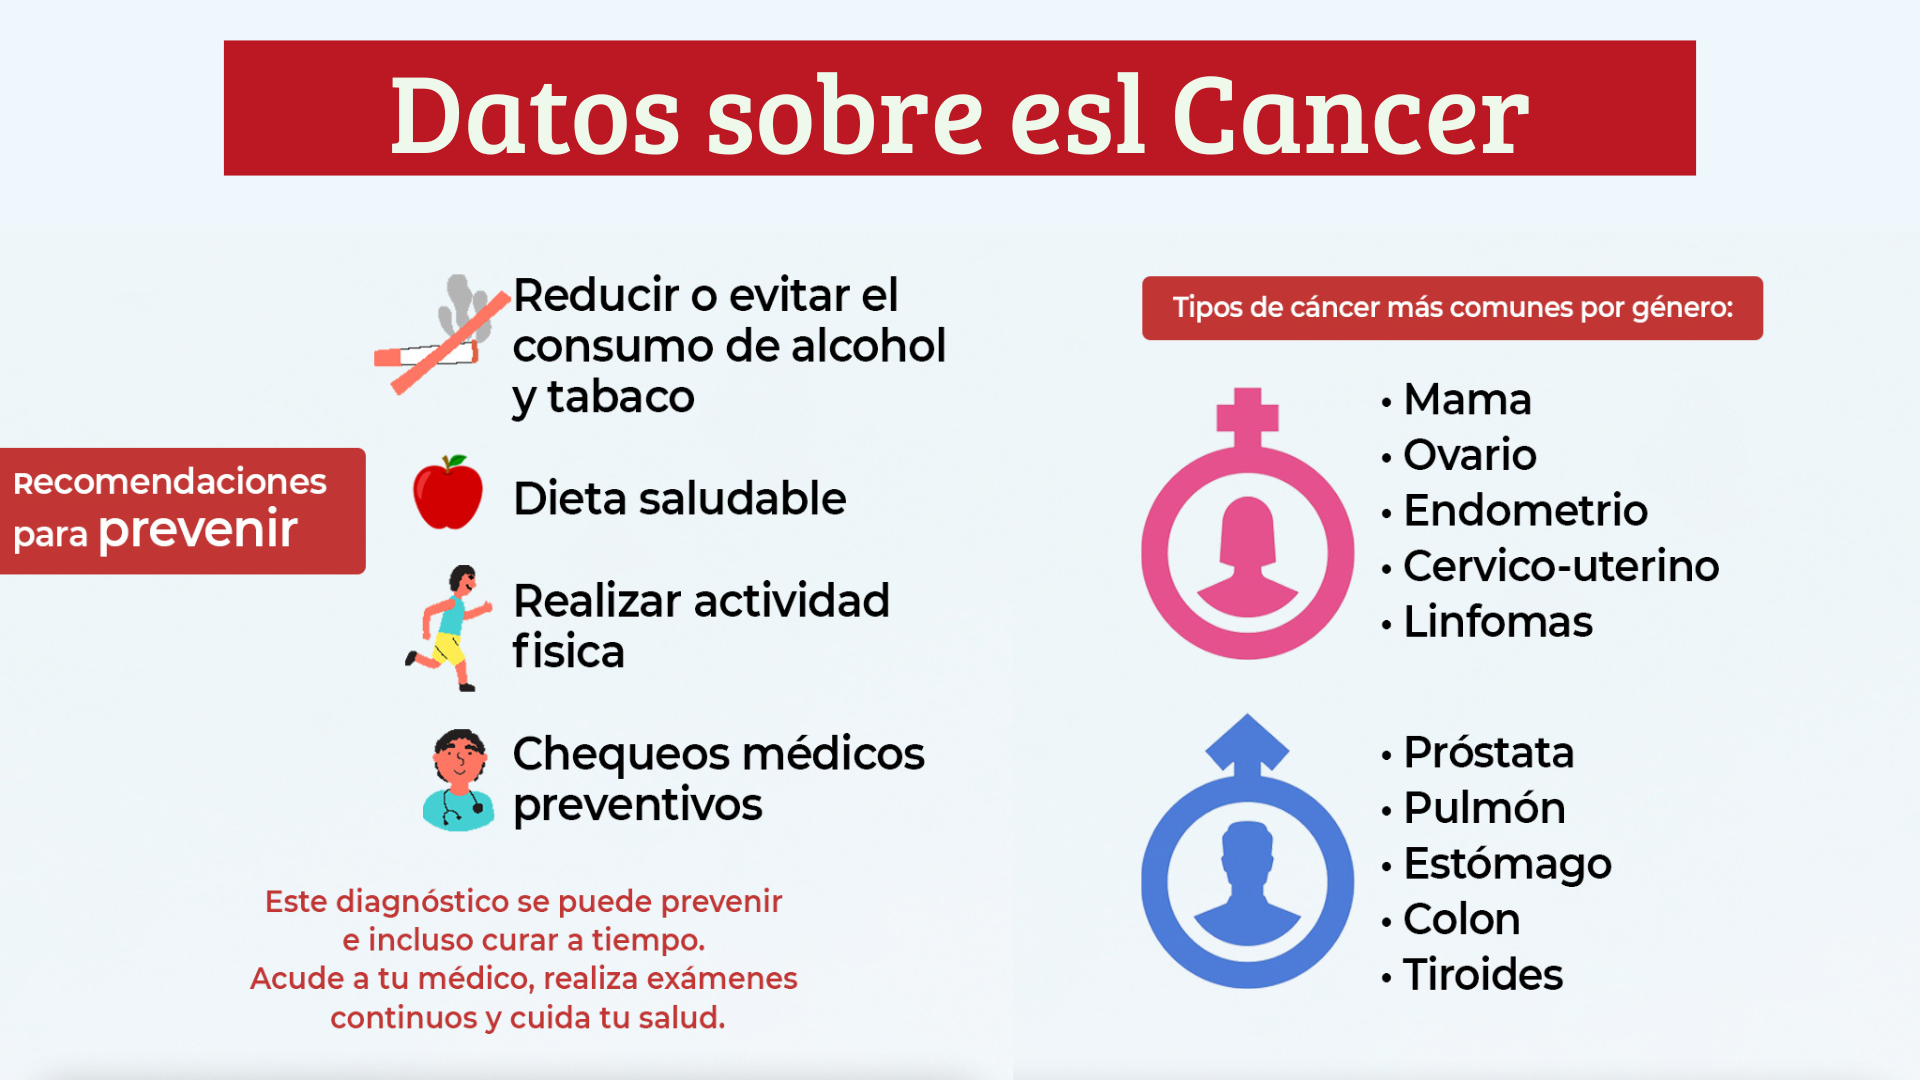 Datos sobre esl Cancer
Recomendaciones
para prevenir
Reducir o evitar el
consumo de alcohol
y tabaco
Dieta saludable
Realizar actividad
fisica
Chequeos médicos
preventivos
Este diagnóstico se puede prevenir
e incluso curar a tiempo.
Acude a tu médico, realiza exámenes
continuos y cuida tu salud.
Tipos de cáncer más comunes por género:
• Mama
• Ovario
• Endometrio
• Cervico-uterino
• Linfomas
• Próstata
• Pulmón
• Estómago
• Colon
• Tiroides